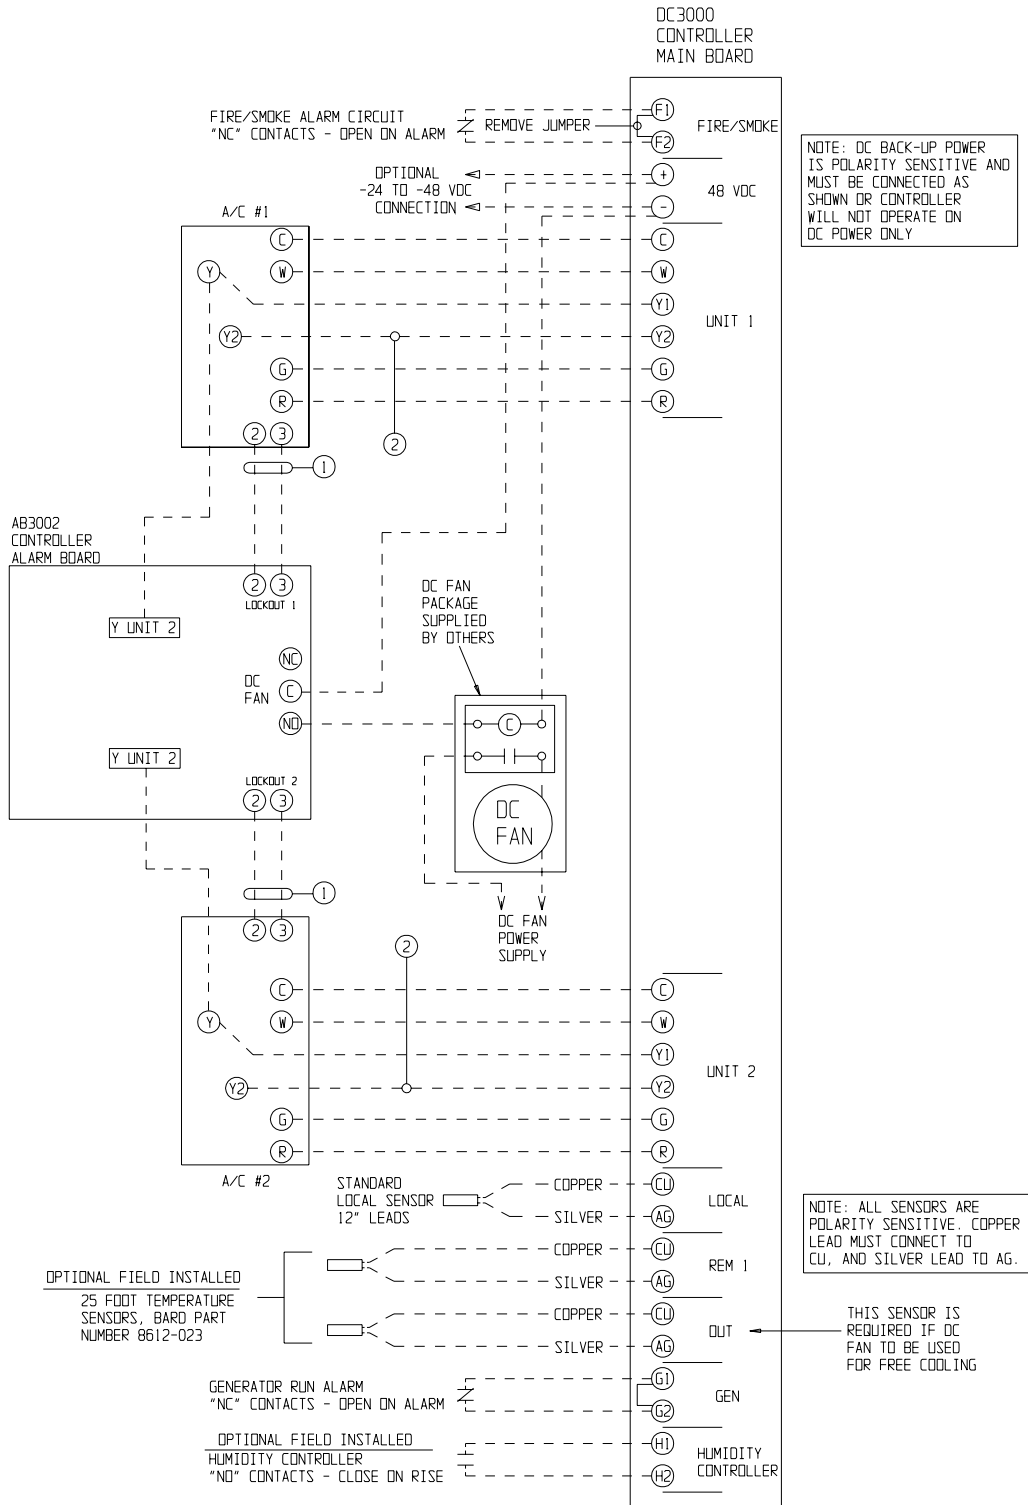 DC3000
CONTROLLER
MAIN BOARD
FIRE/SMOKE ALARM CIRCUIT
"NC" CONTACTS - OPEN ON ALARM
REMOVE JUMPER
F1
F2
FIRE/SMOKE
NOTE: DC BACK-UP POWER
IS POLARITY SENSITIVE AND
MUST BE CONNECTED AS
SHOWN OR CONTROLLER
WILL NOT OPERATE ON
DC POWER ONLY
OPTIONAL
-24 TO -48 VDC
CONNECTION
+
-
48 VDC
A/C #1
C
W
Y
Y2
G
R
2
3
C
W
Y1
Y2
G
R
UNIT 1
2
1
AB3002
CONTROLLER
ALARM BOARD
2
3
LOCKOUT 1
Y UNIT 2
NC
DC
FAN
C
NO
Y UNIT 2
LOCKOUT 2
2
3
DC FAN
PACKAGE
SUPPLIED
BY OTHERS
C
DC
FAN
DC FAN
POWER
SUPPLY
1
2
2
3
C
W
Y
Y2
G
R
A/C #2
C
W
Y1
Y2
G
R
UNIT 2
STANDARD
LOCAL SENSOR
12" LEADS
COPPER
SILVER
CU
AG
LOCAL
NOTE: ALL SENSORS ARE
POLARITY SENSITIVE. COPPER
LEAD MUST CONNECT TO
CU, AND SILVER LEAD TO AG.
OPTIONAL FIELD INSTALLED
25 FOOT TEMPERATURE
SENSORS, BARD PART
NUMBER 8612-023
COPPER
SILVER
CU
AG
REM 1
COPPER
SILVER
CU
AG
OUT
THIS SENSOR IS
REQUIRED IF DC
FAN TO BE USED
FOR FREE COOLING
GENERATOR RUN ALARM
"NC" CONTACTS - OPEN ON ALARM
G1
G2
GEN
OPTIONAL FIELD INSTALLED
HUMIDITY CONTROLLER
"NO" CONTACTS - CLOSE ON RISE
H1
H2
HUMIDITY
CONTROLLER